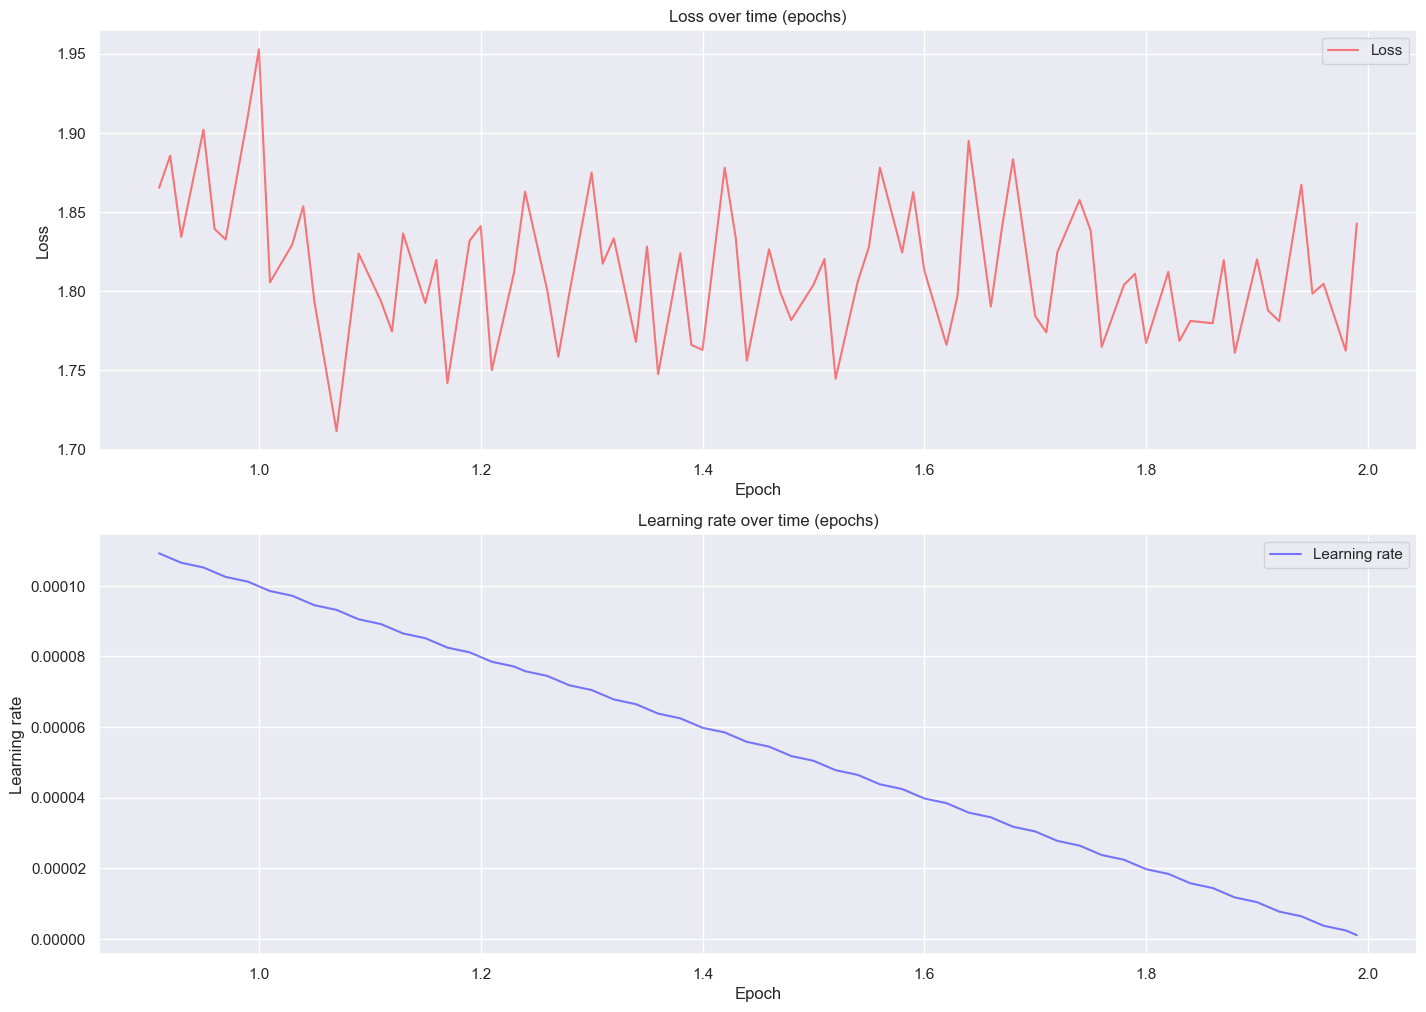 Loss over time (epochs)
Loss
1.95
1.90
1.85
1.80
1.75
1.70
Loss
1.0 1.2 1.4 1.6 1.8 2.0
Epoch
Learning rate over time (epochs)
Learning rate
0.00010
0.00008
0.00006
0.00004
0.00002
0.00000
Learning rate
1.0 1.2 1.4 1.6 1.8 2.0
Epoch